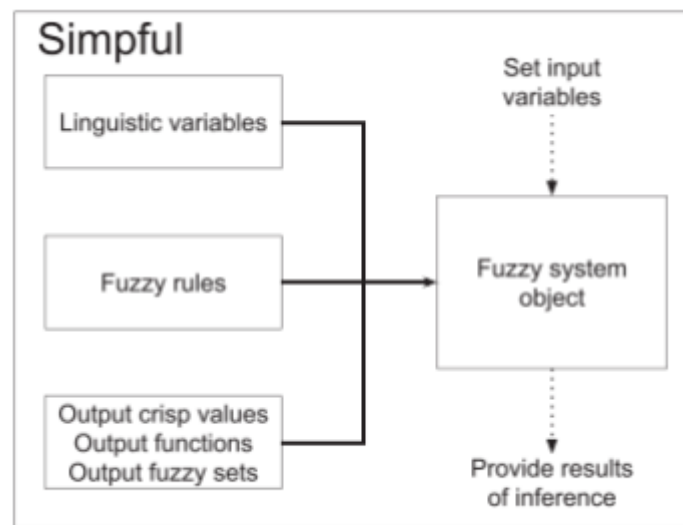 Simpful
Linguistic variables
Fuzzy rules
Output crisp values
Output functions
Output fuzzy sets
Set input
variables
Fuzzy system
object
Provide results
of inference